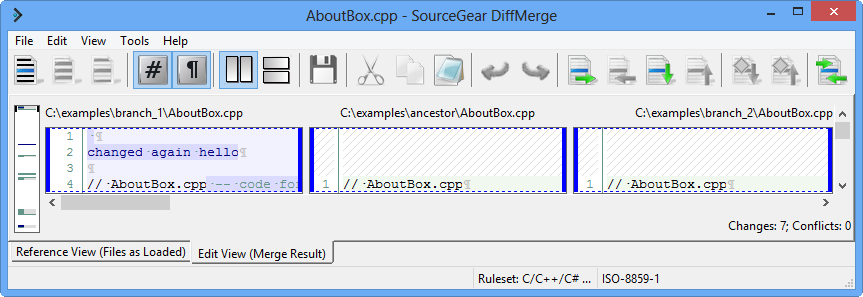 AboutBox.cpp - SourceGear DiffMerge
File Edit View Tools Help
# ¶
C:\examples\branch_1\AboutBox.cpp C:\examples\ancestor\AboutBox.cpp C:\examples\branch_2\AboutBox.cpp
1 ·¶
2 changed·again·hello¶
3 ¶
4 //·AboutBox.cpp·--·code·for 1 //·AboutBox.cpp¶ 1 //·AboutBox.cpp¶
Changes: 7; Conflicts: 0
Reference View (Files as Loaded) Edit View (Merge Result)
Ruleset: C/C++/C# ... ISO-8859-1